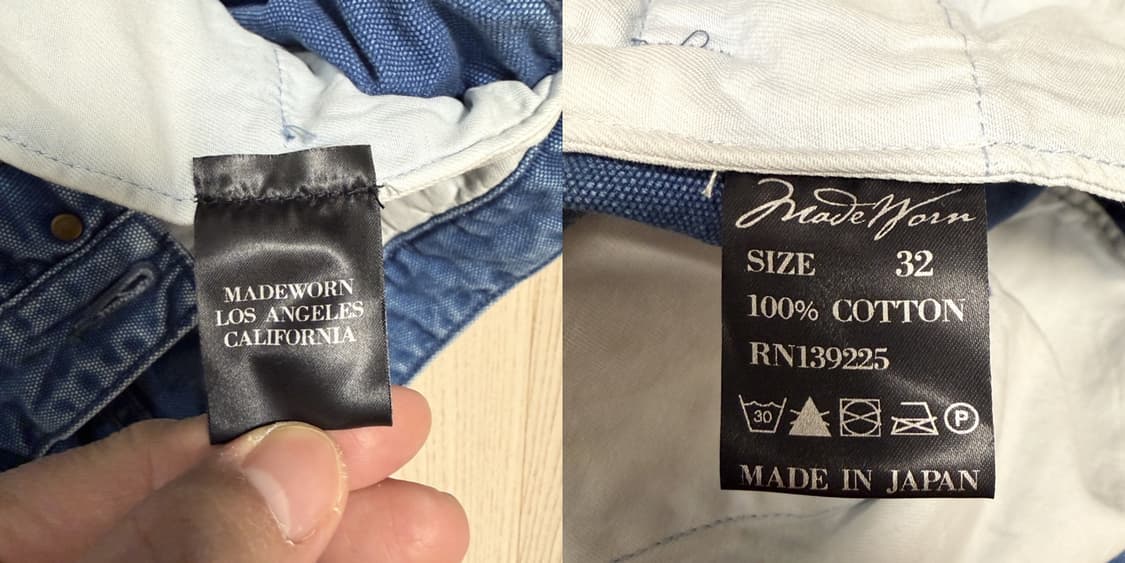 MADEWORN
LOS ANGELES
CALIFORNIA
MadeWorn
SIZE 32
100% COTTON
RN139225
30 P
MADE IN JAPAN